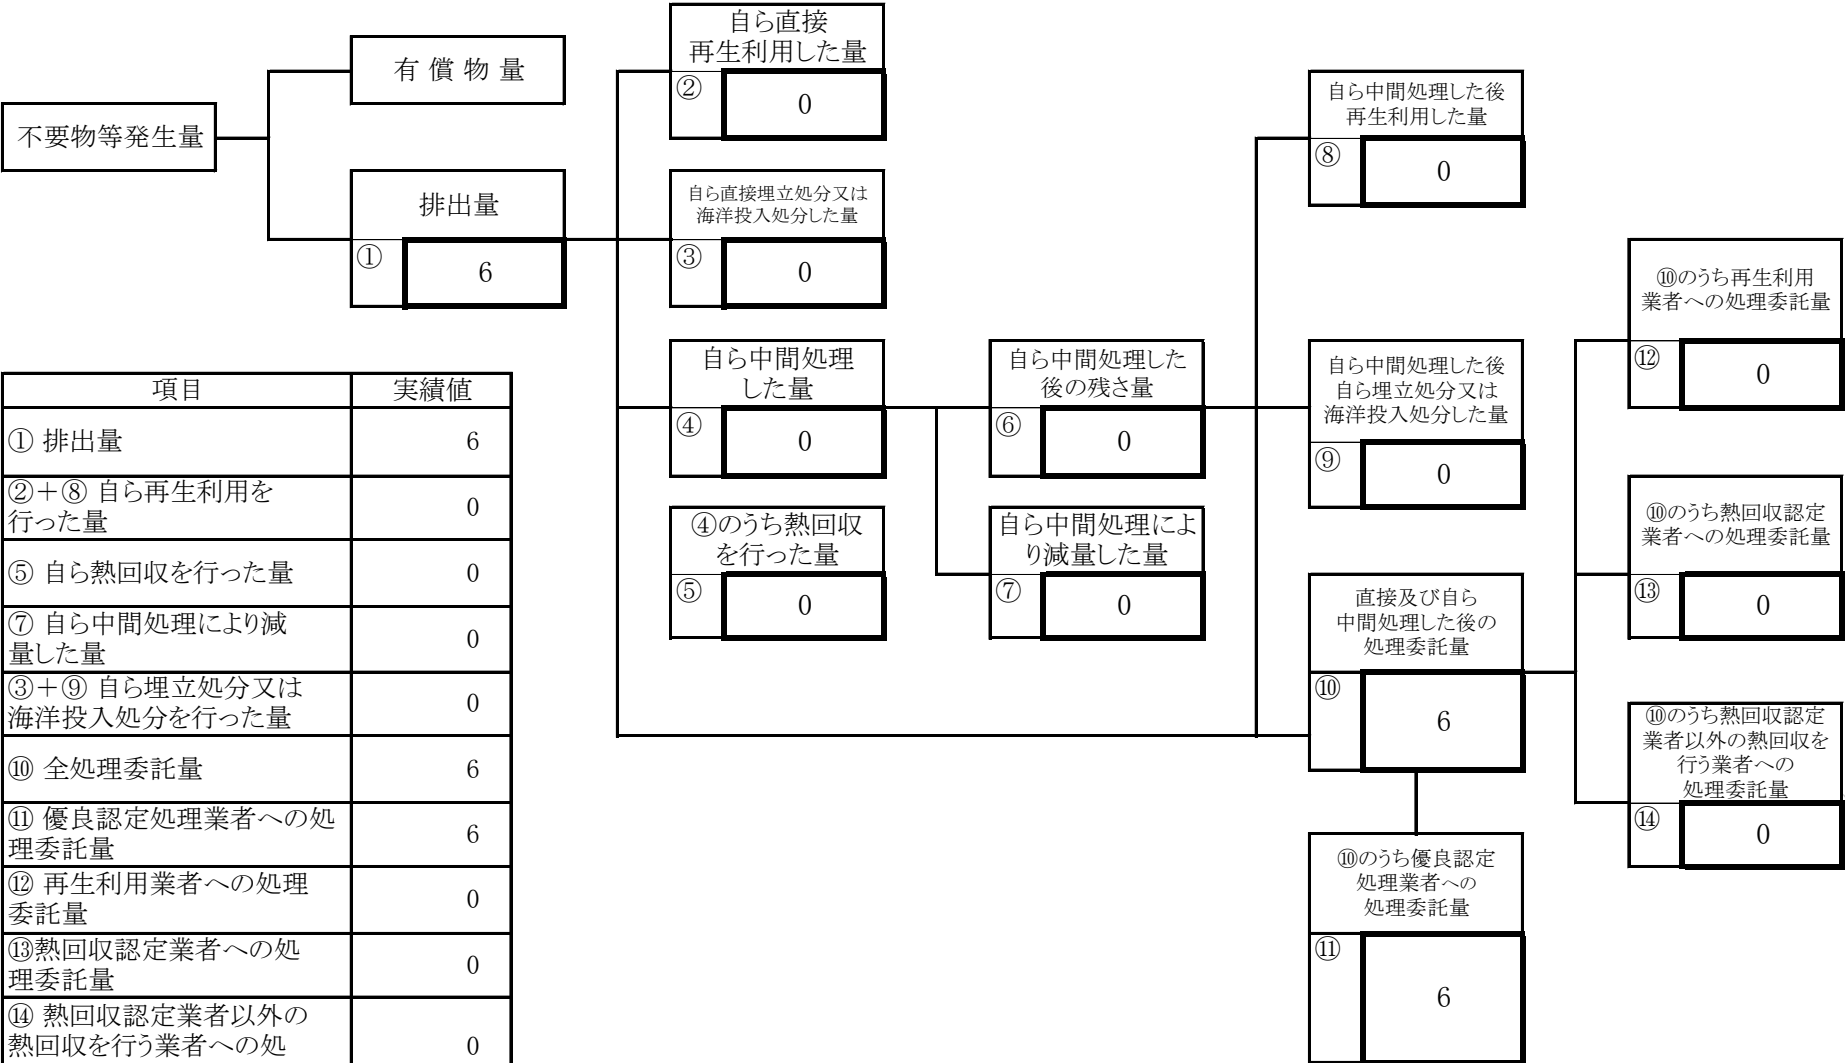 不要物等発生量
有 償 物 量
排出量
①
6
自ら直接
再生利用した量
②
0
自ら直接埋立処分又は
海洋投入処分した量
③
0
自ら中間処理
した量
④
0
④のうち熱回収
を行った量
⑤
0
自ら中間処理した
後の残さ量
⑥
0
自ら中間処理によ
り減量した量
⑦
0
自ら中間処理した後
再生利用した量
⑧
0
自ら中間処理した後
自ら埋立処分又は
海洋投入処分した量
⑨
0
直接及び自ら
中間処理した後の
処理委託量
⑩
6
⑩のうち優良認定
処理業者への
処理委託量
⑪
6
⑩のうち再生利用
業者への処理委託量
⑫
0
⑩のうち熱回収認定
業者への処理委託量
⑬
0
⑩のうち熱回収認定
業者以外の熱回収を
行う業者への
処理委託量
⑭
0
項目 実績値
① 排出量 6
②+⑧ 自ら再生利用を
行った量 0
⑤ 自ら熱回収を行った量 0
⑦ 自ら中間処理により減
量した量 0
③+⑨ 自ら埋立処分又は
海洋投入処分を行った量 0
⑩ 全処理委託量 6
⑪ 優良認定処理業者への処
理委託量 6
⑫ 再生利用業者への処理
委託量 0
⑬熱回収認定業者への処
理委託量 0
⑭ 熱回収認定業者以外の
熱回収を行う業者への処 0